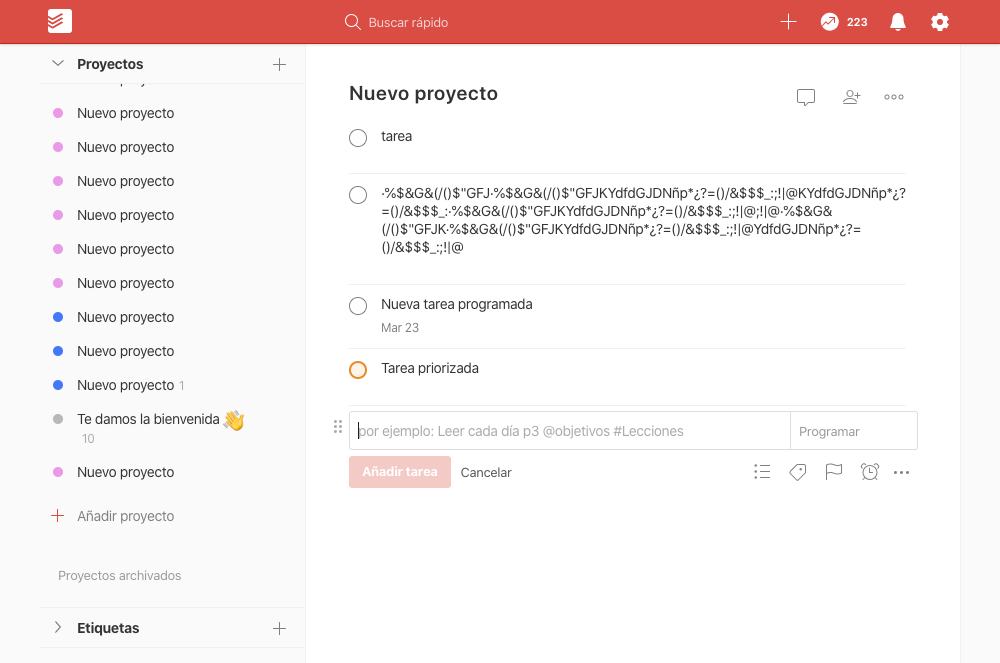 Buscar rápido
223
Proyectos
Nuevo proyecto
Nuevo proyecto
Nuevo proyecto
Nuevo proyecto
Nuevo proyecto
Nuevo proyecto
Nuevo proyecto
Nuevo proyecto
Nuevo proyecto 1
Te damos la bienvenida 👋
10
Nuevo proyecto
Añadir proyecto
Proyectos archivados
Etiquetas
Nuevo proyecto
tarea
·%$&G&(/()$"GFJ·%$&G&(/()$"GFJKYdfdGJDNñp*¿?=()/&$$$_:;!|@KYdfdGJDNñp*¿?
=()/&$$$_:·%$&G&(/()$"GFJKYdfdGJDNñp*¿?=()/&$$$_:;!|@;!|@·%$&G&
(/()$"GFJK·%$&G&(/()$"GFJKYdfdGJDNñp*¿?=()/&$$$_:;!|@YdfdGJDNñp*¿?=
()/&$$$_:;!|@
Nueva tarea programada
Mar 23
Tarea priorizada
por ejemplo: Leer cada día p3 @objetivos #Lecciones
Programar
Añadir tarea
Cancelar